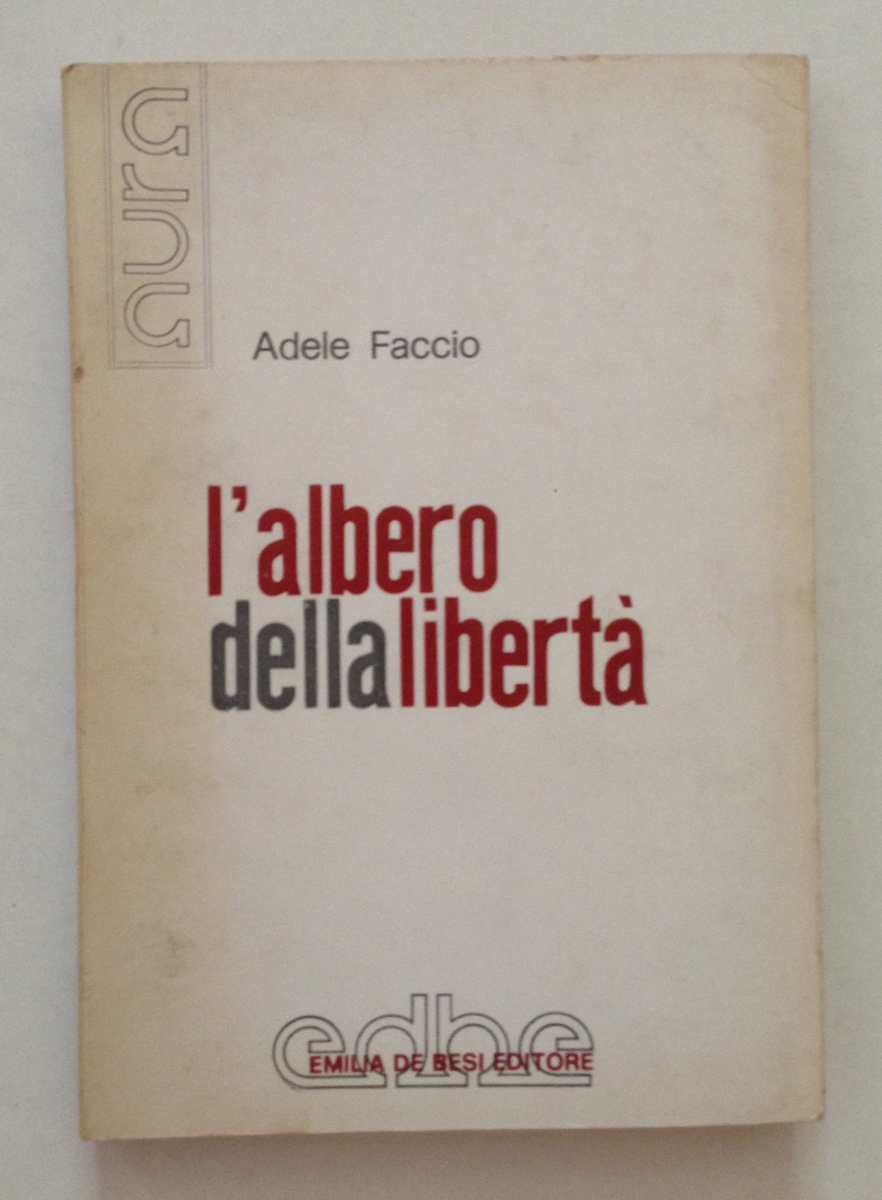 aura
Adele Faccio
l'albero
della libertà
edbe
EMILIA DE BESI EDITORE